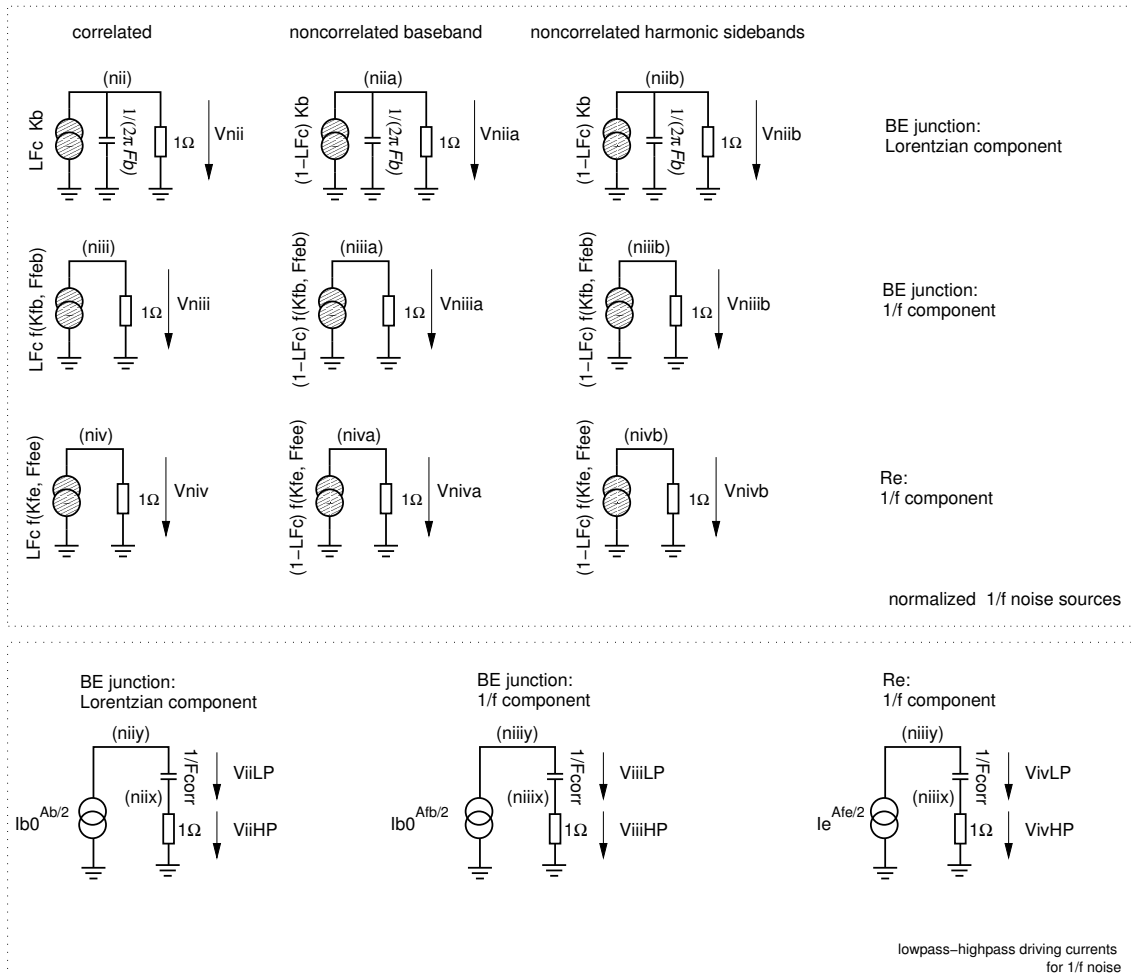 correlated
noncorrelated baseband
noncorrelated harmonic sidebands
(nii)
LFc Kb
1/(2π Fb)
1Ω
Vnii
(niia)
(1−LFc) Kb
1/(2π Fb)
1Ω
Vniia
(niib)
(1−LFc) Kb
1/(2π Fb)
1Ω
Vniib
BE junction:
Lorentzian component
(niii)
LFc f(Kfb, Ffeb)
1Ω
Vniii
(niiia)
(1−LFc) f(Kfb, Ffeb)
1Ω
Vniiia
(niiib)
(1−LFc) f(Kfb, Ffeb)
1Ω
Vniiib
BE junction:
1/f component
(niv)
LFc f(Kfe, Ffee)
1Ω
Vniv
(niva)
(1−LFc) f(Kfe, Ffee)
1Ω
Vniva
(nivb)
(1−LFc) f(Kfe, Ffee)
1Ω
Vnivb
Re:
1/f component
normalized 1/f noise sources
BE junction:
Lorentzian component
(niiy)
1/Fcorr
ViiLP
(niix)
Ib0^Ab/2
1Ω
ViiHP
BE junction:
1/f component
(niiiy)
1/Fcorr
ViiiLP
(niiix)
Ib0^Afb/2
1Ω
ViiiHP
Re:
1/f component
(niiiy)
1/Fcorr
VivLP
(niiix)
Ie^Afe/2
1Ω
VivHP
lowpass−highpass driving currents
for 1/f noise